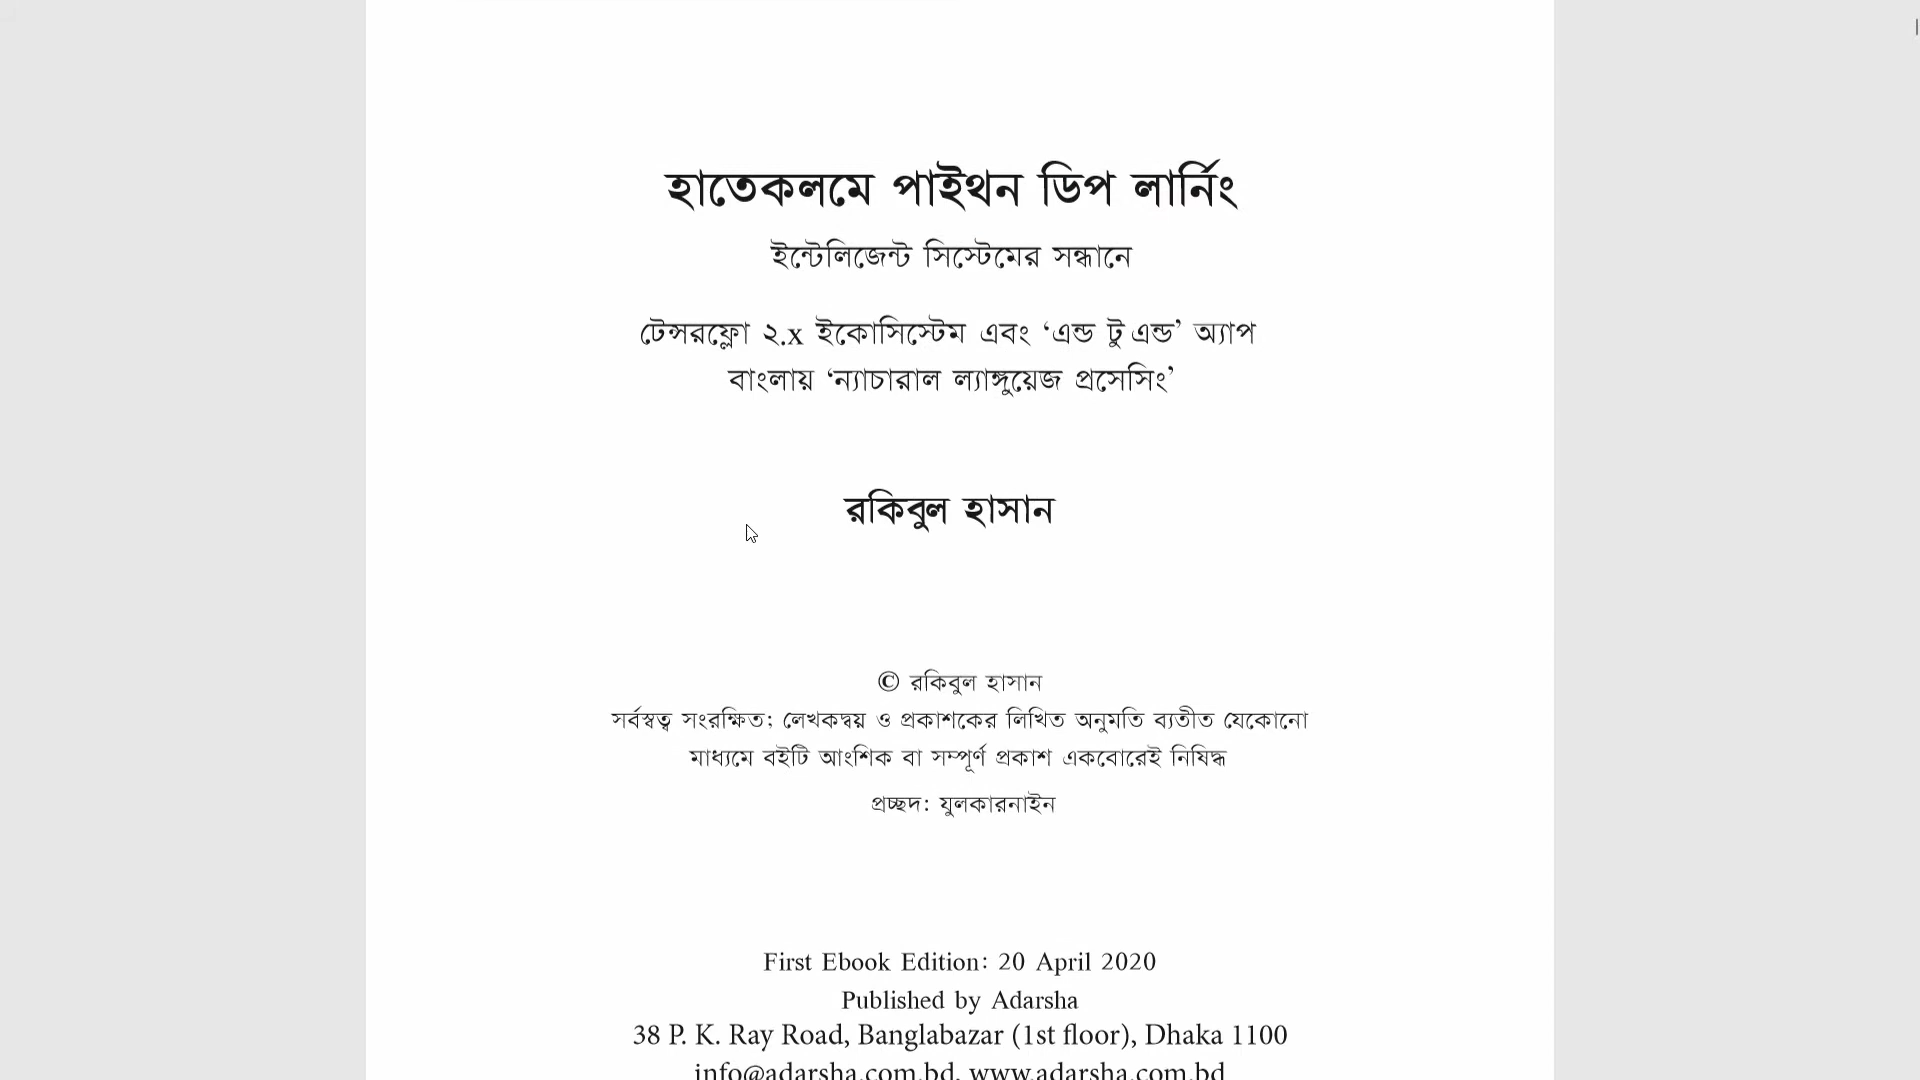 হাতেকলমে পাইথন ডিপ লার্নিং
ইন্টেলিজেন্ট সিস্টেমের সন্ধানে
টেন্সরফ্লো ২.x ইকোসিস্টেম এবং ‘এন্ড টু এন্ড’ অ্যাপ
বাংলায় ‘ন্যাচারাল ল্যাঙ্গুয়েজ প্রসেসিং’
রকিবুল হাসান
© রকিবুল হাসান
সর্বস্বত্ব সংরক্ষিত; লেখকদ্বয় ও প্রকাশকের লিখিত অনুমতি ব্যতীত যেকোনো
মাধ্যমে বইটি আংশিক বা সম্পূর্ণ প্রকাশ একবোরেই নিষিদ্ধ
প্রচ্ছদ: যুলকারনাইন
First Ebook Edition: 20 April 2020
Published by Adarsha
38 P. K. Ray Road, Banglabazar (1st floor), Dhaka 1100
info@adarsha.com.bd, www.adarsha.com.bd